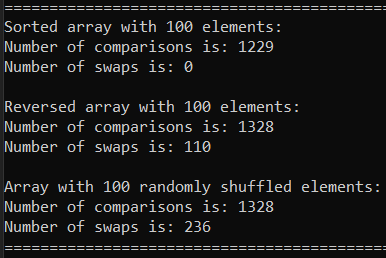 ===========================================
Sorted array with 100 elements:
Number of comparisons is: 1229
Number of swaps is: 0
Reversed array with 100 elements:
Number of comparisons is: 1328
Number of swaps is: 110
Array with 100 randomly shuffled elements:
Number of comparisons is: 1328
Number of swaps is: 236
===========================================